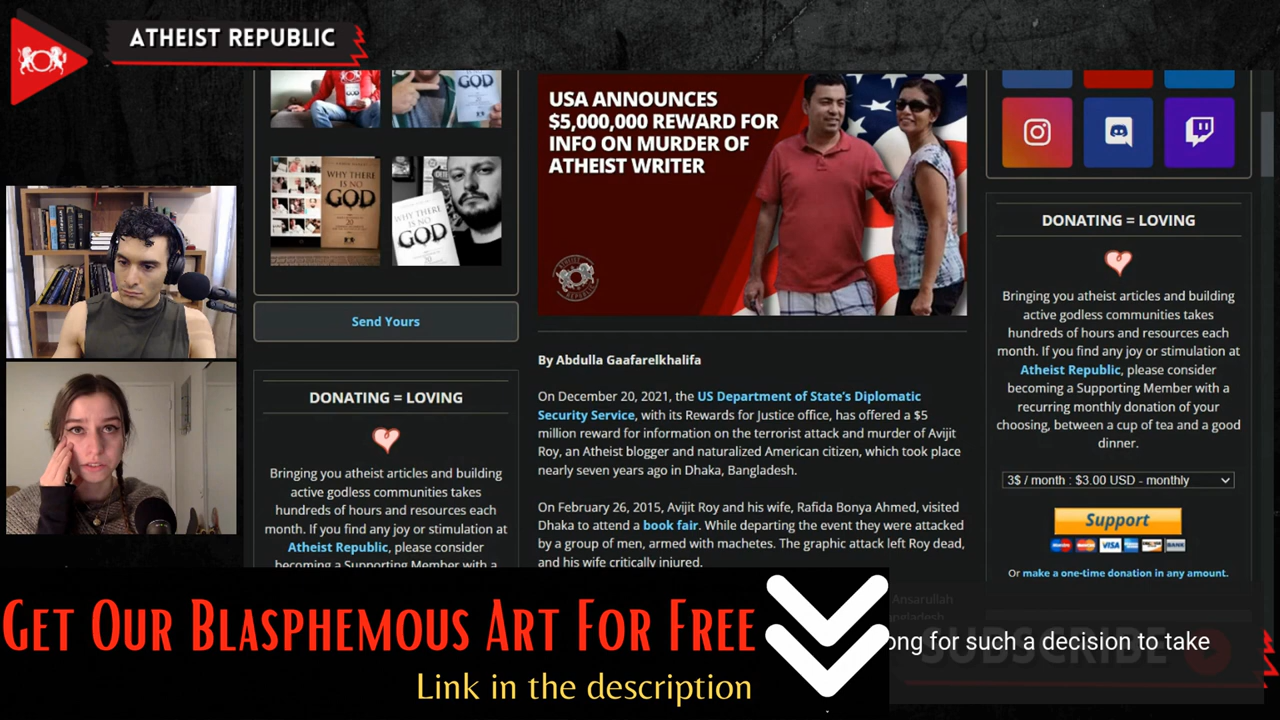 ATHEIST REPUBLIC
GOD
GOD
WHY THERE
IS NO
GOD
WHY THERE
IS NO
GOD
20
Send Yours
DONATING = LOVING
Bringing you atheist articles and building
active godless communities takes
hundreds of hours and resources each
month. If you find any joy or stimulation at
Atheist Republic, please consider
becoming a Supporting Member with a
USA ANNOUNCES
$5,000,000 REWARD FOR
INFO ON MURDER OF
ATHEIST WRITER
By Abdulla Gaafarelkhalifa
On December 20, 2021, the US Department of State's Diplomatic
Security Service, with its Rewards for Justice office, has offered a $5
million reward for information on the terrorist attack and murder of Avijit
Roy, an Atheist blogger and naturalized American citizen, which took place
nearly seven years ago in Dhaka, Bangladesh.
On February 26, 2015, Avijit Roy and his wife, Rafida Bonya Ahmed, visited
Dhaka to attend a book fair. While departing the event they were attacked
by a group of men, armed with machetes. The graphic attack left Roy dead,
and his wife critically injured.
Ansarullah
DONATING = LOVING
Bringing you atheist articles and building
active godless communities takes
hundreds of hours and resources each
month. If you find any joy or stimulation at
Atheist Republic, please consider
becoming a Supporting Member with a
recurring monthly donation of your
choosing, between a cup of tea and a good
dinner.
3$ / month : $3.00 USD - monthly
Support
VISA
BANK
Or make a one-time donation in any amount.
GET OUR BLASPHEMOUS ART FOR FREE
Link in the description
ong for such a decision to take
SUBSCRIBE